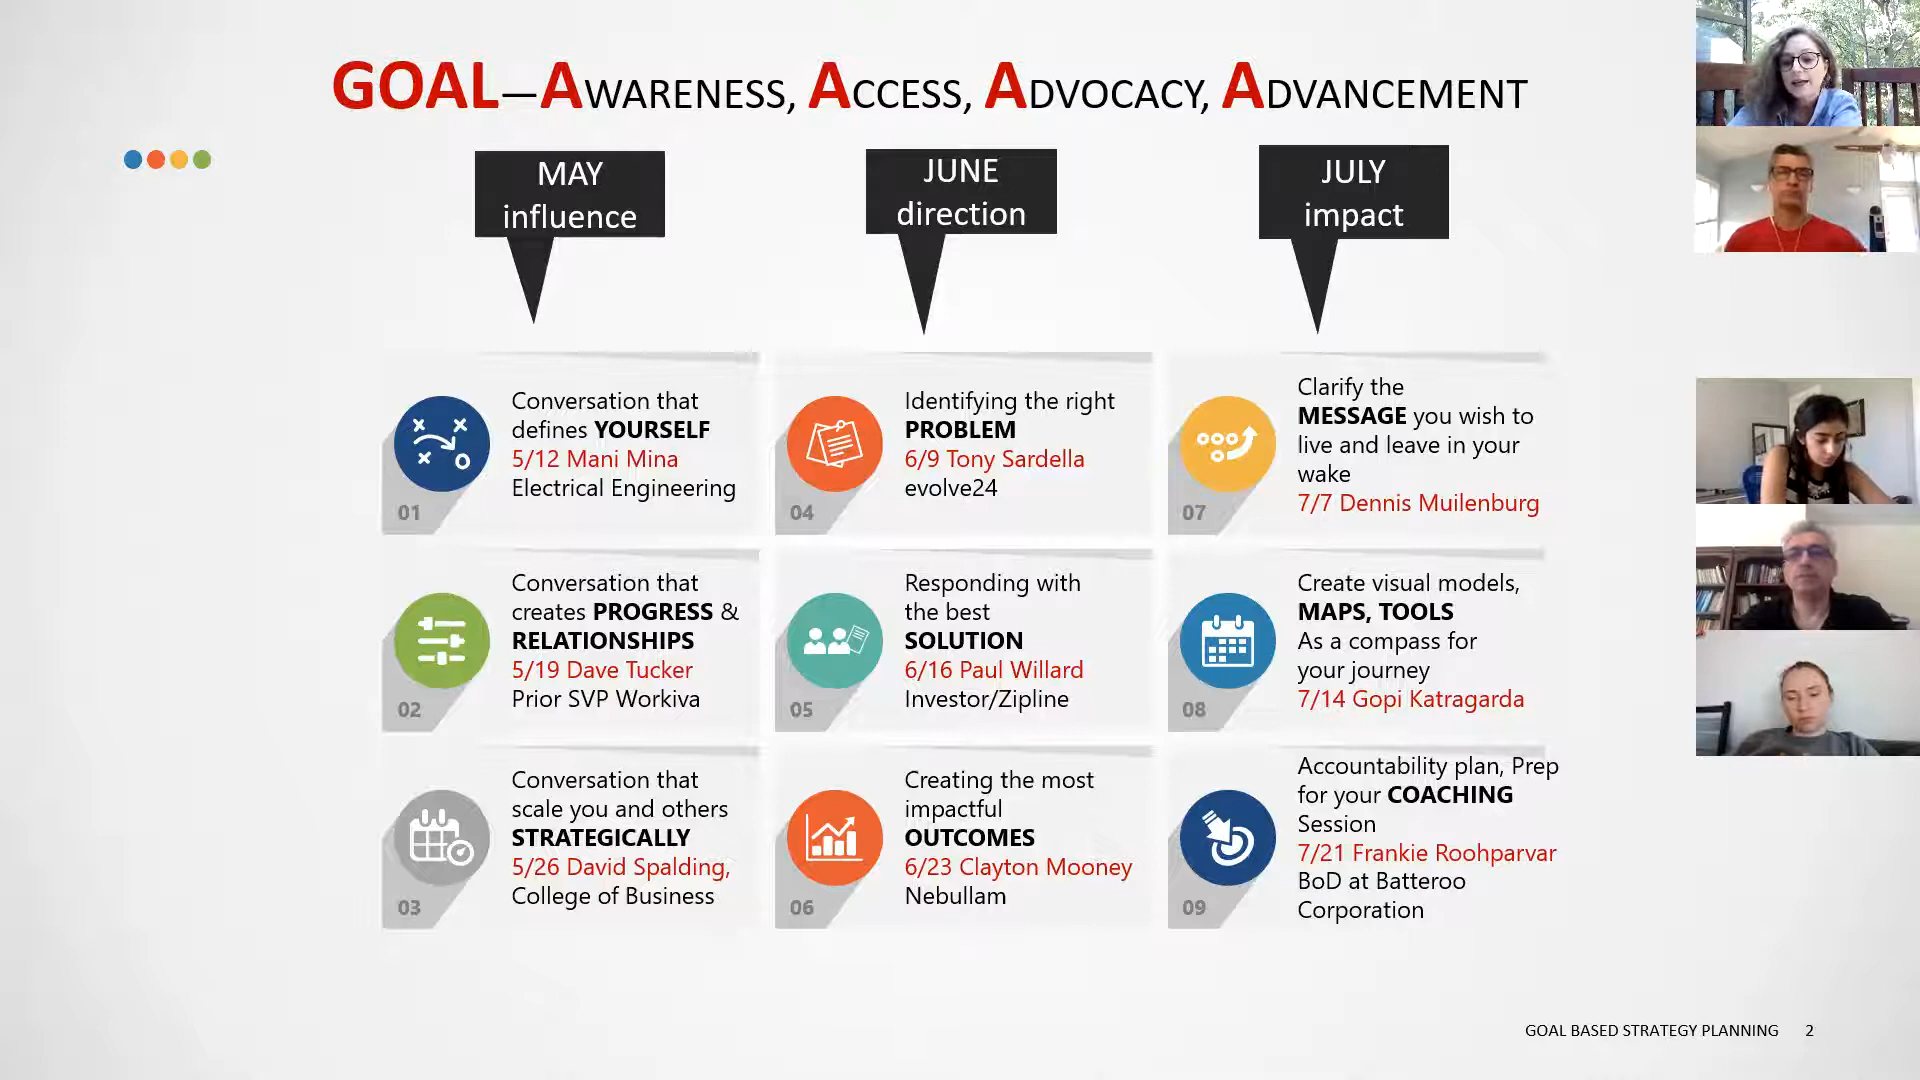 GOAL—AWARENESS, ACCESS, ADVOCACY, ADVANCEMENT
MAY
influence
JUNE
direction
JULY
impact
Conversation that
defines YOURSELF
5/12 Mani Mina
Electrical Engineering
01
Identifying the right
PROBLEM
6/9 Tony Sardella
evolve24
04
Clarify the
MESSAGE you wish to
live and leave in your
wake
7/7 Dennis Muilenburg
07
Conversation that
creates PROGRESS &
RELATIONSHIPS
5/19 Dave Tucker
Prior SVP Workiva
02
Responding with
the best
SOLUTION
6/16 Paul Willard
Investor/Zipline
05
Create visual models,
MAPS, TOOLS
As a compass for
your journey
7/14 Gopi Katragarda
08
Conversation that
scale you and others
STRATEGICALLY
5/26 David Spalding,
College of Business
03
Creating the most
impactful
OUTCOMES
6/23 Clayton Mooney
Nebullam
06
Accountability plan, Prep
for your COACHING
Session
7/21 Frankie Roohparvar
BoD at Batteroo
Corporation
09
GOAL BASED STRATEGY PLANNING 2